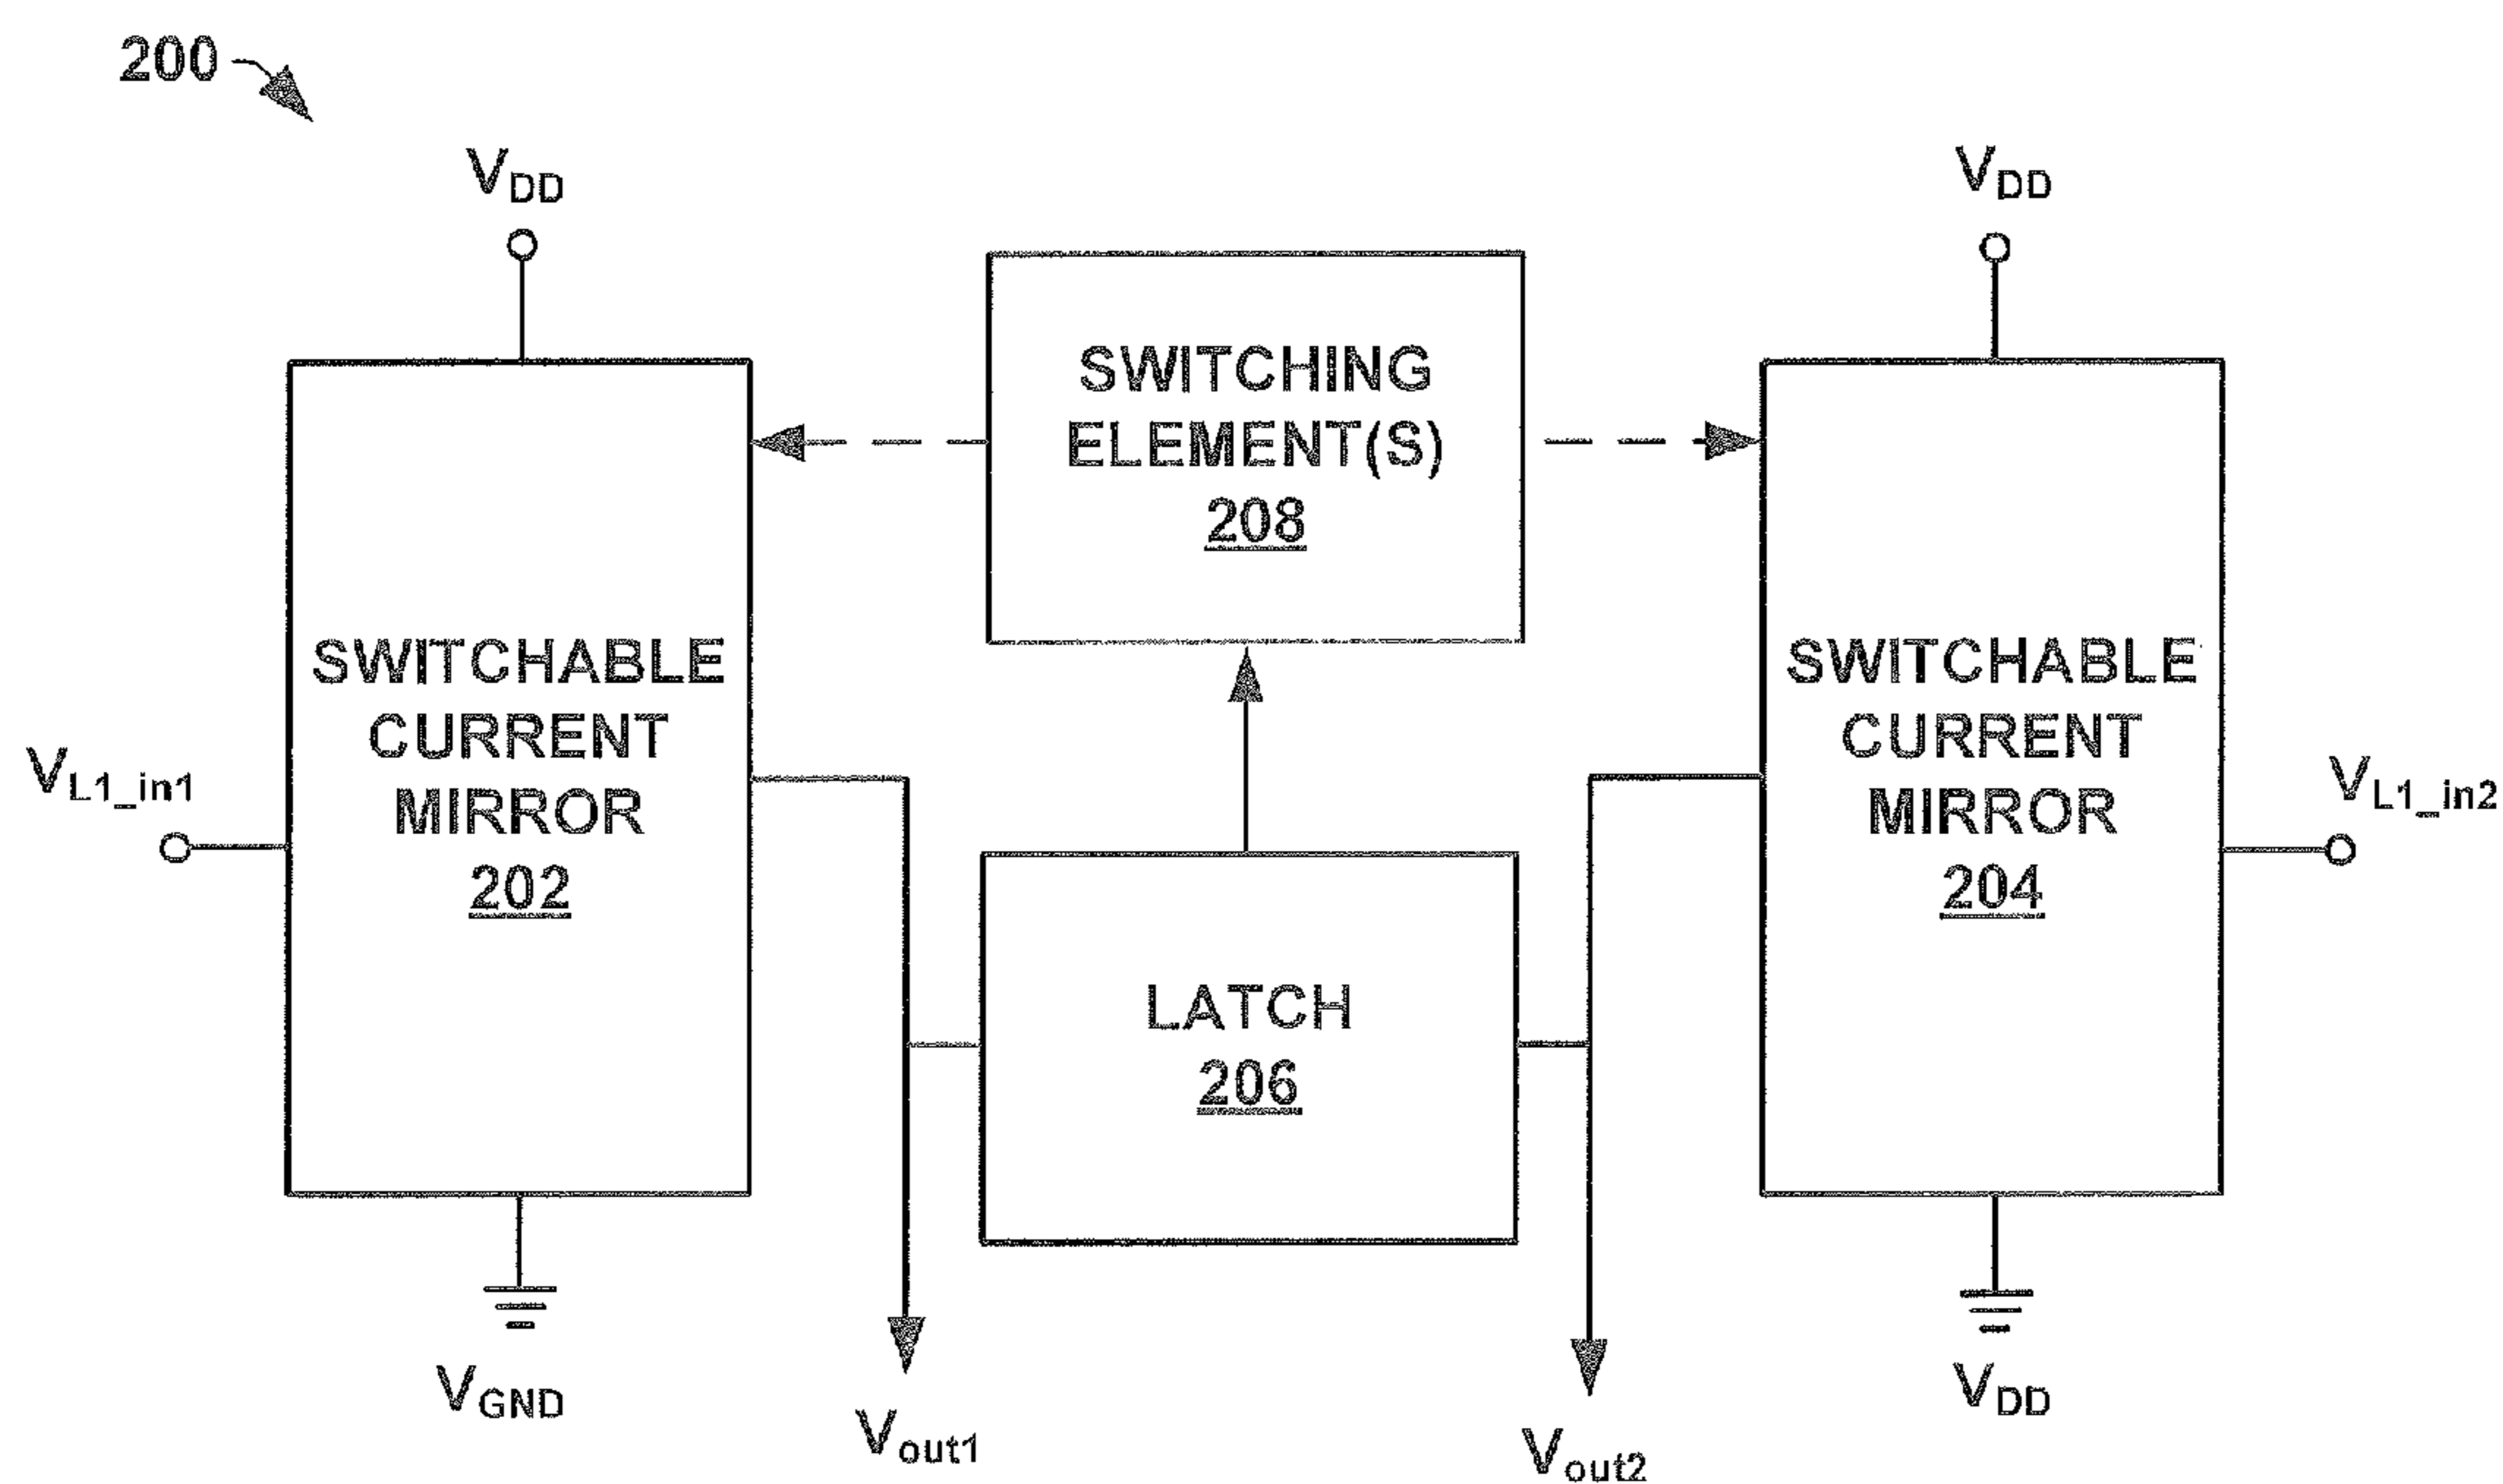 200
VDD
VDD
SWITCHING
ELEMENT(S)
208
SWITCHABLE
CURRENT
MIRROR
202
SWITCHABLE
CURRENT
MIRROR
204
VL1_in1
VL1_in2
LATCH
206
VGND
VDD
Vout1
Vout2